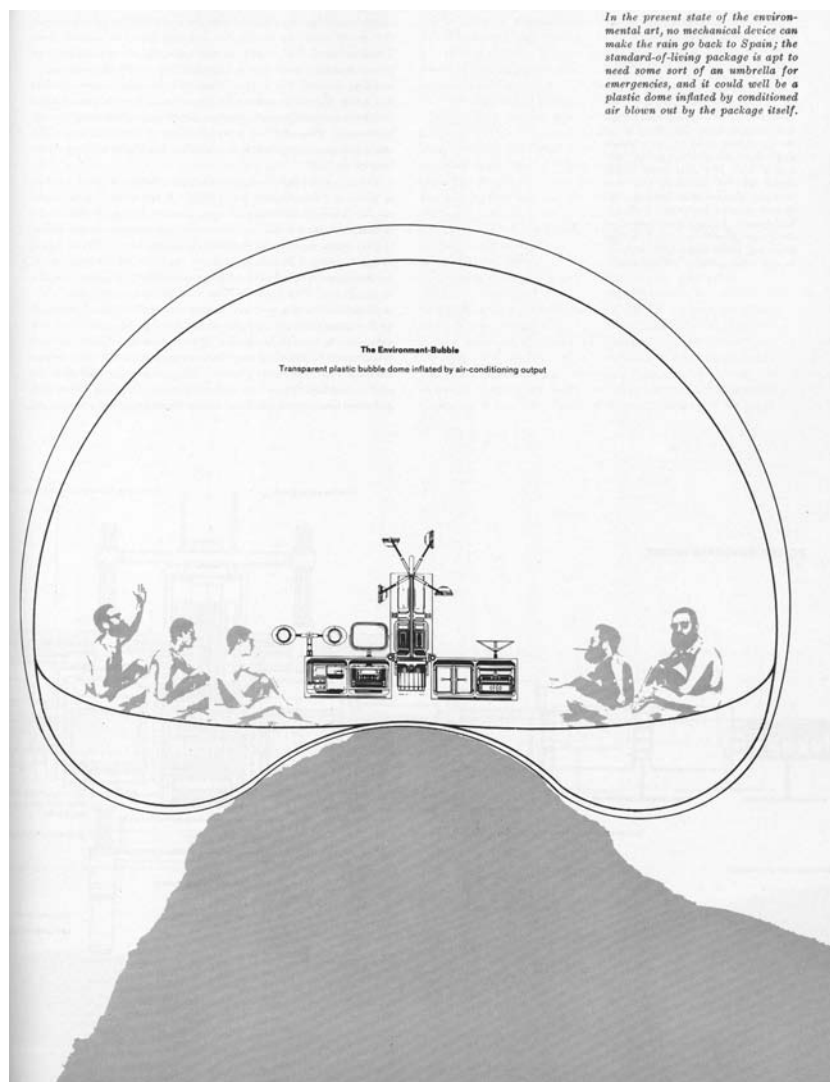 In the present state of the environ-
mental art, no mechanical device can
make the rain go back to Spain; the
standard-of-living package is apt to
need some sort of an umbrella for
emergencies, and it could well be a
plastic dome inflated by conditioned
air blown out by the package itself.
The Environment-Bubble
Transparent plastic bubble dome inflated by air-conditioning output